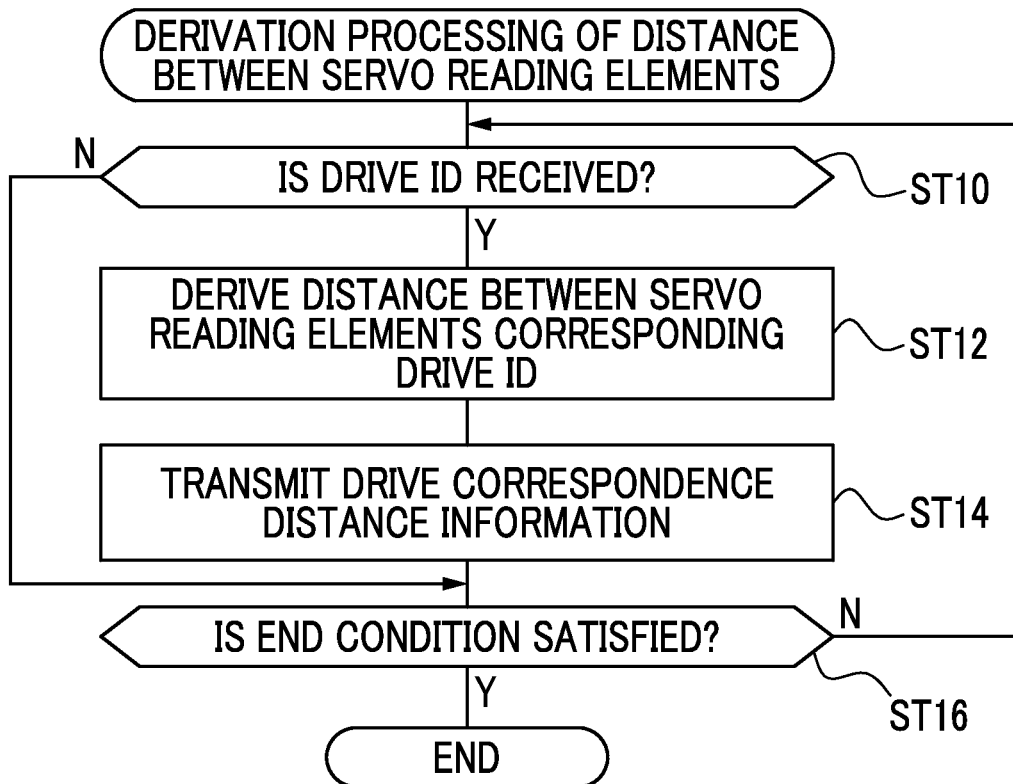 DERIVATION PROCESSING OF DISTANCE
BETWEEN SERVO READING ELEMENTS
N
IS DRIVE ID RECEIVED?
ST10
Y
DERIVE DISTANCE BETWEEN SERVO
READING ELEMENTS CORRESPONDING
DRIVE ID
ST12
TRANSMIT DRIVE CORRESPONDENCE
DISTANCE INFORMATION
ST14
IS END CONDITION SATISFIED?
N
ST16
Y
END